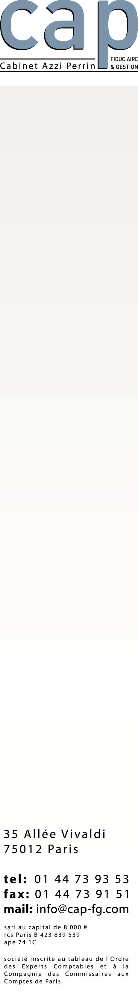 cap
Cabinet Azzi Perrin
FIDUCIAIRE
& GESTION
35 Allée Vivaldi
75012 Paris
tel: 01 44 73 93 53
fax: 01 44 73 91 51
mail: info@cap-fg.com
sarl au capital de 8 000 €
rcs Paris B 423 839 539
ape 74.1C
société inscrite au tableau de l'Ordre
des Experts Comptables et à la
Compagnie des Commissaires aux
Comptes de Paris